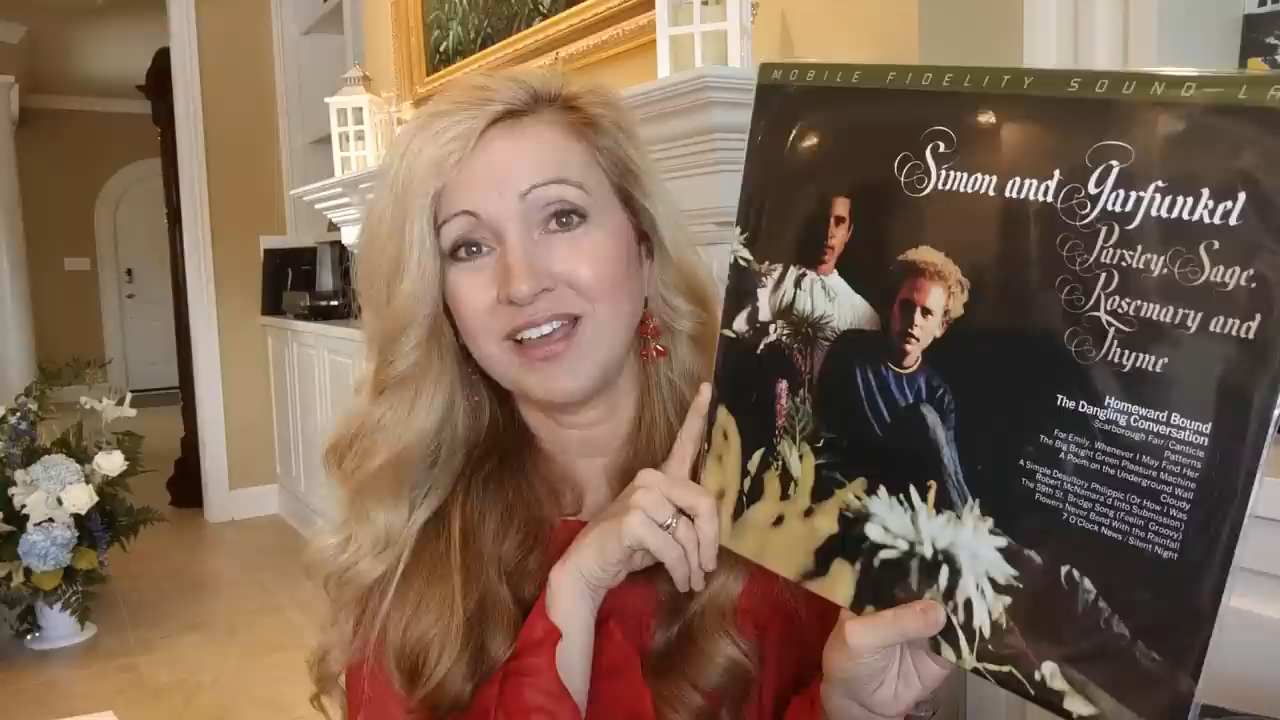 MOBILE FIDELITY SOUND-LA
Simon and Garfunkel
Parsley, Sage,
Rosemary and
Thyme
Homeward Bound
The Dangling Conversation
Scarborough Fair/Canticle
Patterns
For Emily, Whenever I May Find Her
The Big Bright Green Pleasure Machine
A Poem on the Underground Wall
Cloudy
A Simple Desultory Philippic (Or How I Was
Robert McNamara'd Into Submission)
The 59th St. Bridge Song (Feelin' Groovy)
Flowers Never Bend With the Rainfall
7 O'Clock News/Silent Night